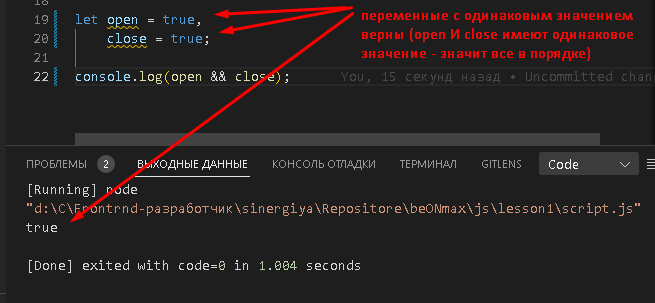 18
19 let open = true,
20 close = true;
21
22 console.log(open && close); You, 15 секунд назад • Uncommitted chan
переменные с одинаковым значением
верны (open И close имеют одинаковое
значение - значит все в порядке)
ПРОБЛЕМЫ 2 ВЫХОДНЫЕ ДАННЫЕ КОНСОЛЬ ОТЛАДКИ ТЕРМИНАЛ GITLENS Code
[Running] node
"d:\C\Frontrnd-разработчик\sinergiya\Repositore\beONmax\js\lesson1\script.js"
true
[Done] exited with code=0 in 1.004 seconds